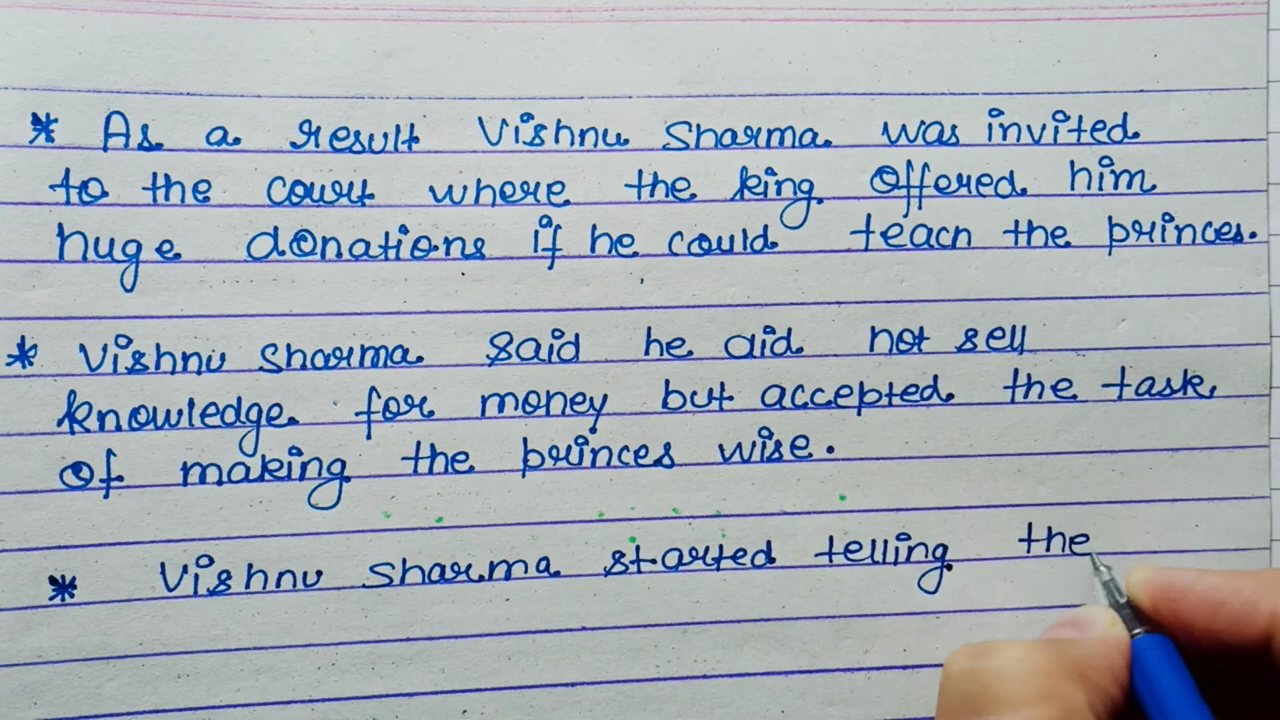 * As a result Vishnu Sharma was invited
to the court where the king offered him
huge donations if he could teach the princes.
* Vishnu Sharma said he did not sell
knowledge for money but accepted the task
of making the princes wise.
* Vishnu Sharma started telling the